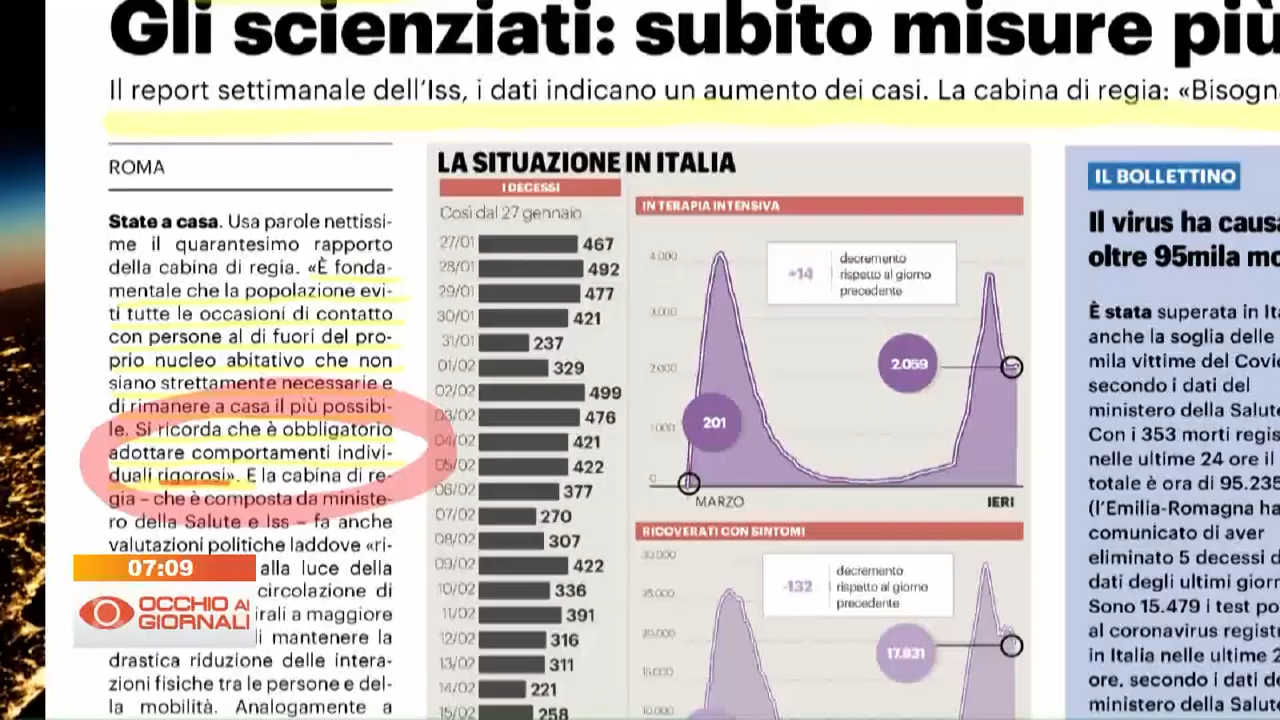 Gli scienziati: subito misure più
Il report settimanale dell'Iss, i dati indicano un aumento dei casi. La cabina di regia: «Bisogn
ROMA
State a casa. Usa parole nettissi-
me il quarantesimo rapporto
della cabina di regia. «È fonda-
mentale che la popolazione evi-
ti tutte le occasioni di contatto
con persone al di fuori del pro-
prio nucleo abitativo che non
siano strettamente necessarie e
di rimanere a casa il più possibi-
le. Si ricorda che è obbligatorio
adottare comportamenti indivi-
duali rigorosi». E la cabina di re-
gia – che è composta da ministe-
ro della Salute e Iss – fa anche
valutazioni politiche laddove «ri-
alla luce della
circolazione di
irali a maggiore
li mantenere la
drastica riduzione delle intera-
zioni fisiche tra le persone e del-
la mobilità. Analogamente a
07:09
OCCHIO AI
GIORNALI
LA SITUAZIONE IN ITALIA
I DECESSI
Così dal 27 gennaio
27/01 467
28/01 492
29/01 477
30/01 421
31/01 237
01/02 329
02/02 499
03/02 476
04/02 421
05/02 422
06/02 377
07/02 270
08/02 307
09/02 422
10/02 336
11/02 391
12/02 316
13/02 311
14/02 221
15/02 258
IN TERAPIA INTENSIVA
4.000
3.000
2.000
1.000
0
+14
decremento
rispetto al giorno
precedente
2.059
201
MARZO
IERI
RICOVERATI CON SINTOMI
30.000
25.000
20.000
15.000
10.000
-132
decremento
rispetto al giorno
precedente
17.831
IL BOLLETTINO
Il virus ha causa
oltre 95mila mo
È stata superata in Ita
anche la soglia delle
mila vittime del Covid
secondo i dati del
ministero della Salute
Con i 353 morti regis
nelle ultime 24 ore il
totale è ora di 95.235
(l'Emilia-Romagna ha
comunicato di aver
eliminato 5 decessi d
dati degli ultimi giorn
Sono 15.479 i test po
al coronavirus registr
in Italia nelle ultime 2
ore, secondo i dati de
ministero della Salute